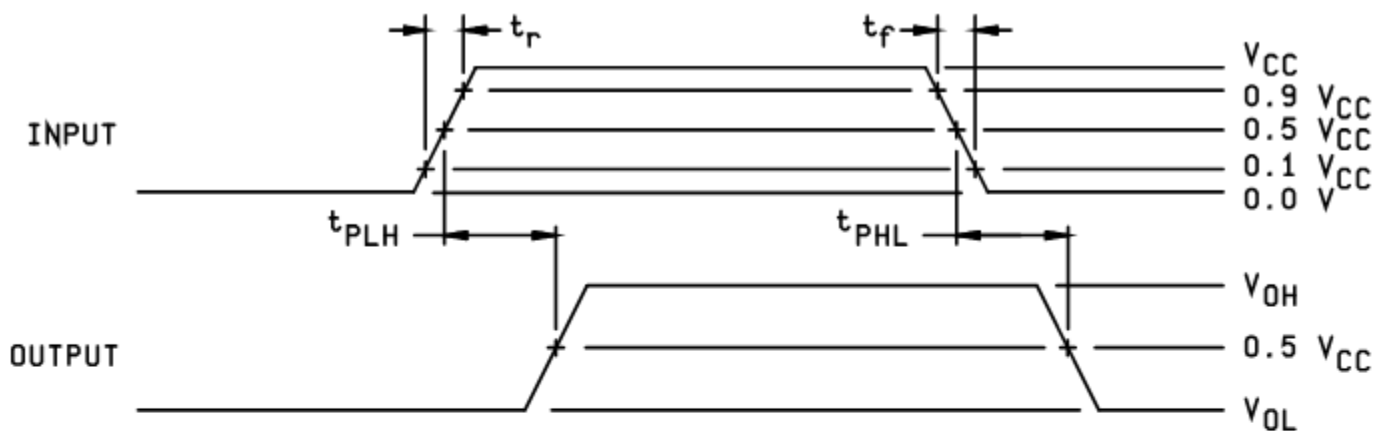 tr
tf
VCC
0.9 VCC
INPUT
0.5 VCC
0.1 VCC
0.0 V
tPLH
tPHL
VOH
OUTPUT
0.5 VCC
VOL